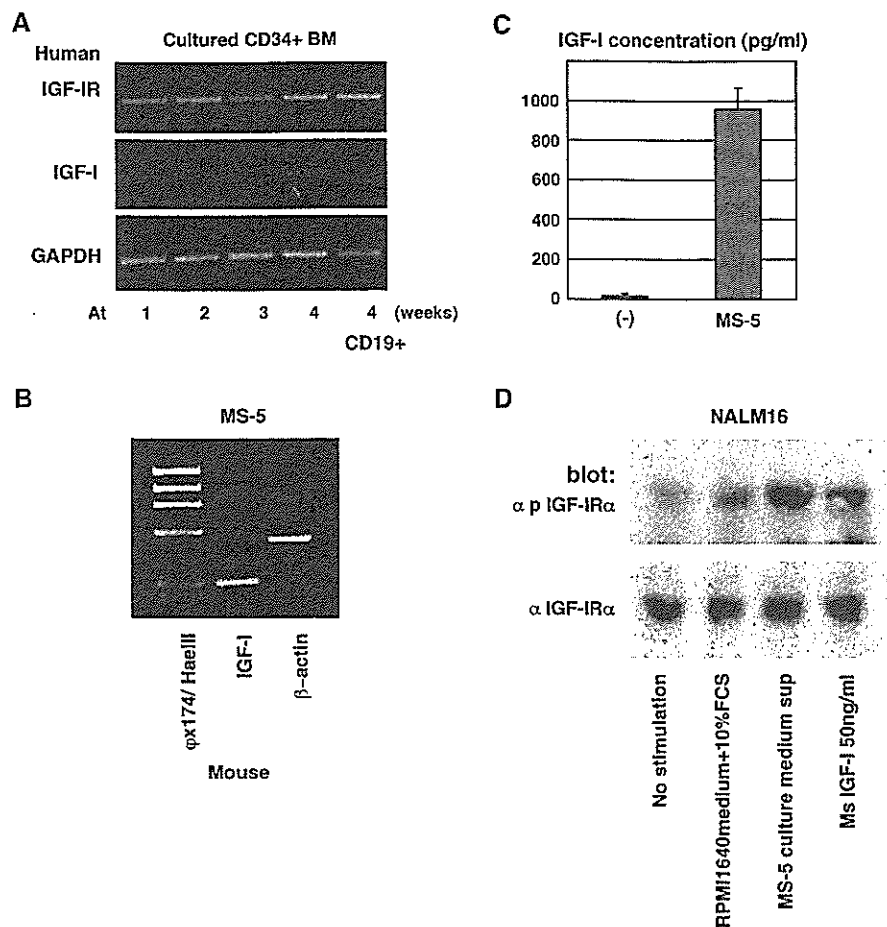 A
Cultured CD34+ BM
Human
IGF-IR
IGF-I
GAPDH
At 1 2 3 4 4 (weeks)
CD19+
B
MS-5
φx174/ HaeIII
IGF-I
β-actin
Mouse
C
IGF-I concentration (pg/ml)
1000
800
600
400
200
0
(-) MS-5
D
NALM16
blot:
α p IGF-IRα
α IGF-IRα
No stimulation
RPMI1640medium+10%FCS
MS-5 culture medium sup
Ms IGF-I 50ng/ml